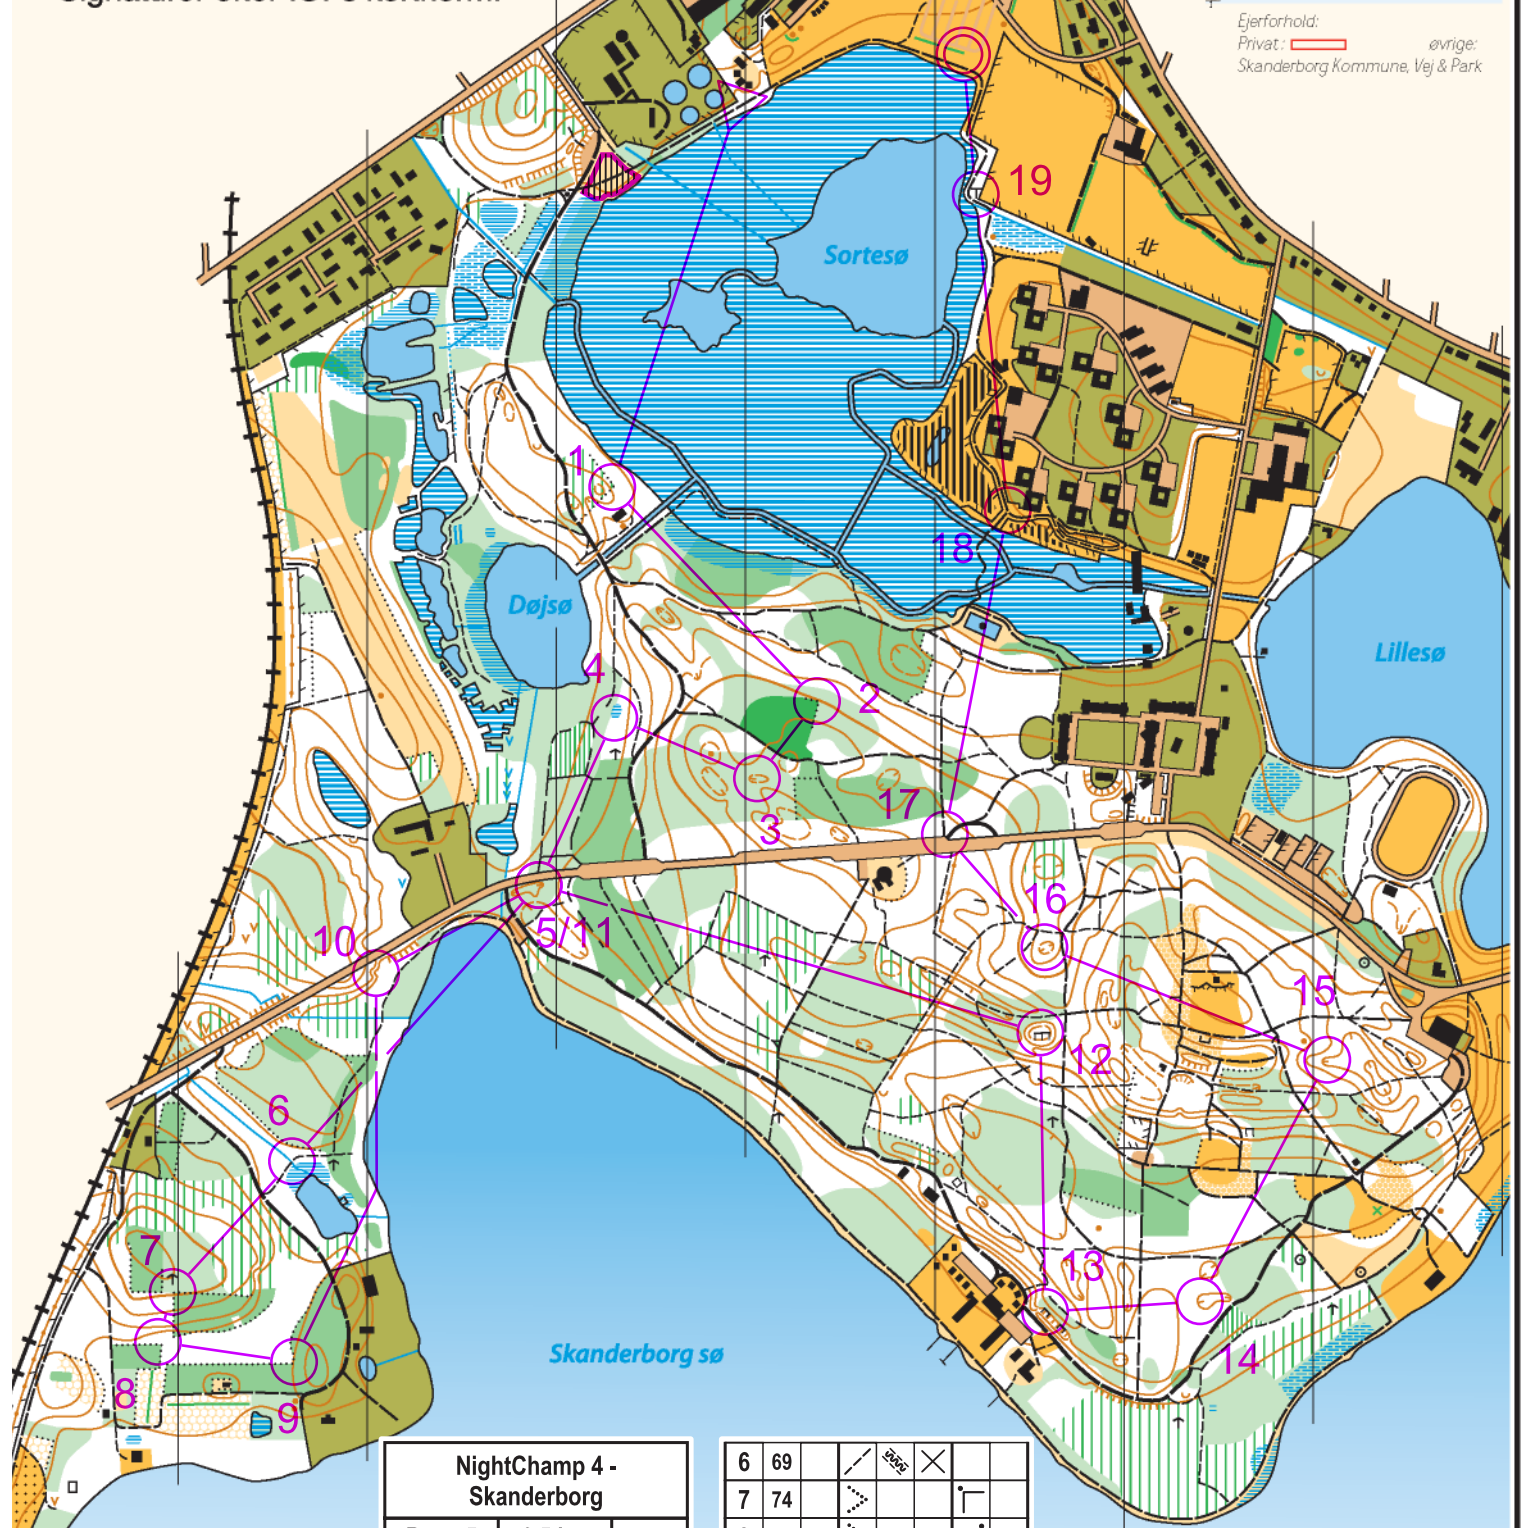 Ejerforhold:
Privat: øvrige:
Skanderborg Kommune, Vej & Park
19
Sortesø
1
18
Døjsø
Lillesø
4
2
17
3
16
5/11
10
15
12
6
7
13
Skanderborg sø
14
8
9
NightChamp 4 -
Skanderborg
6 69
7 74